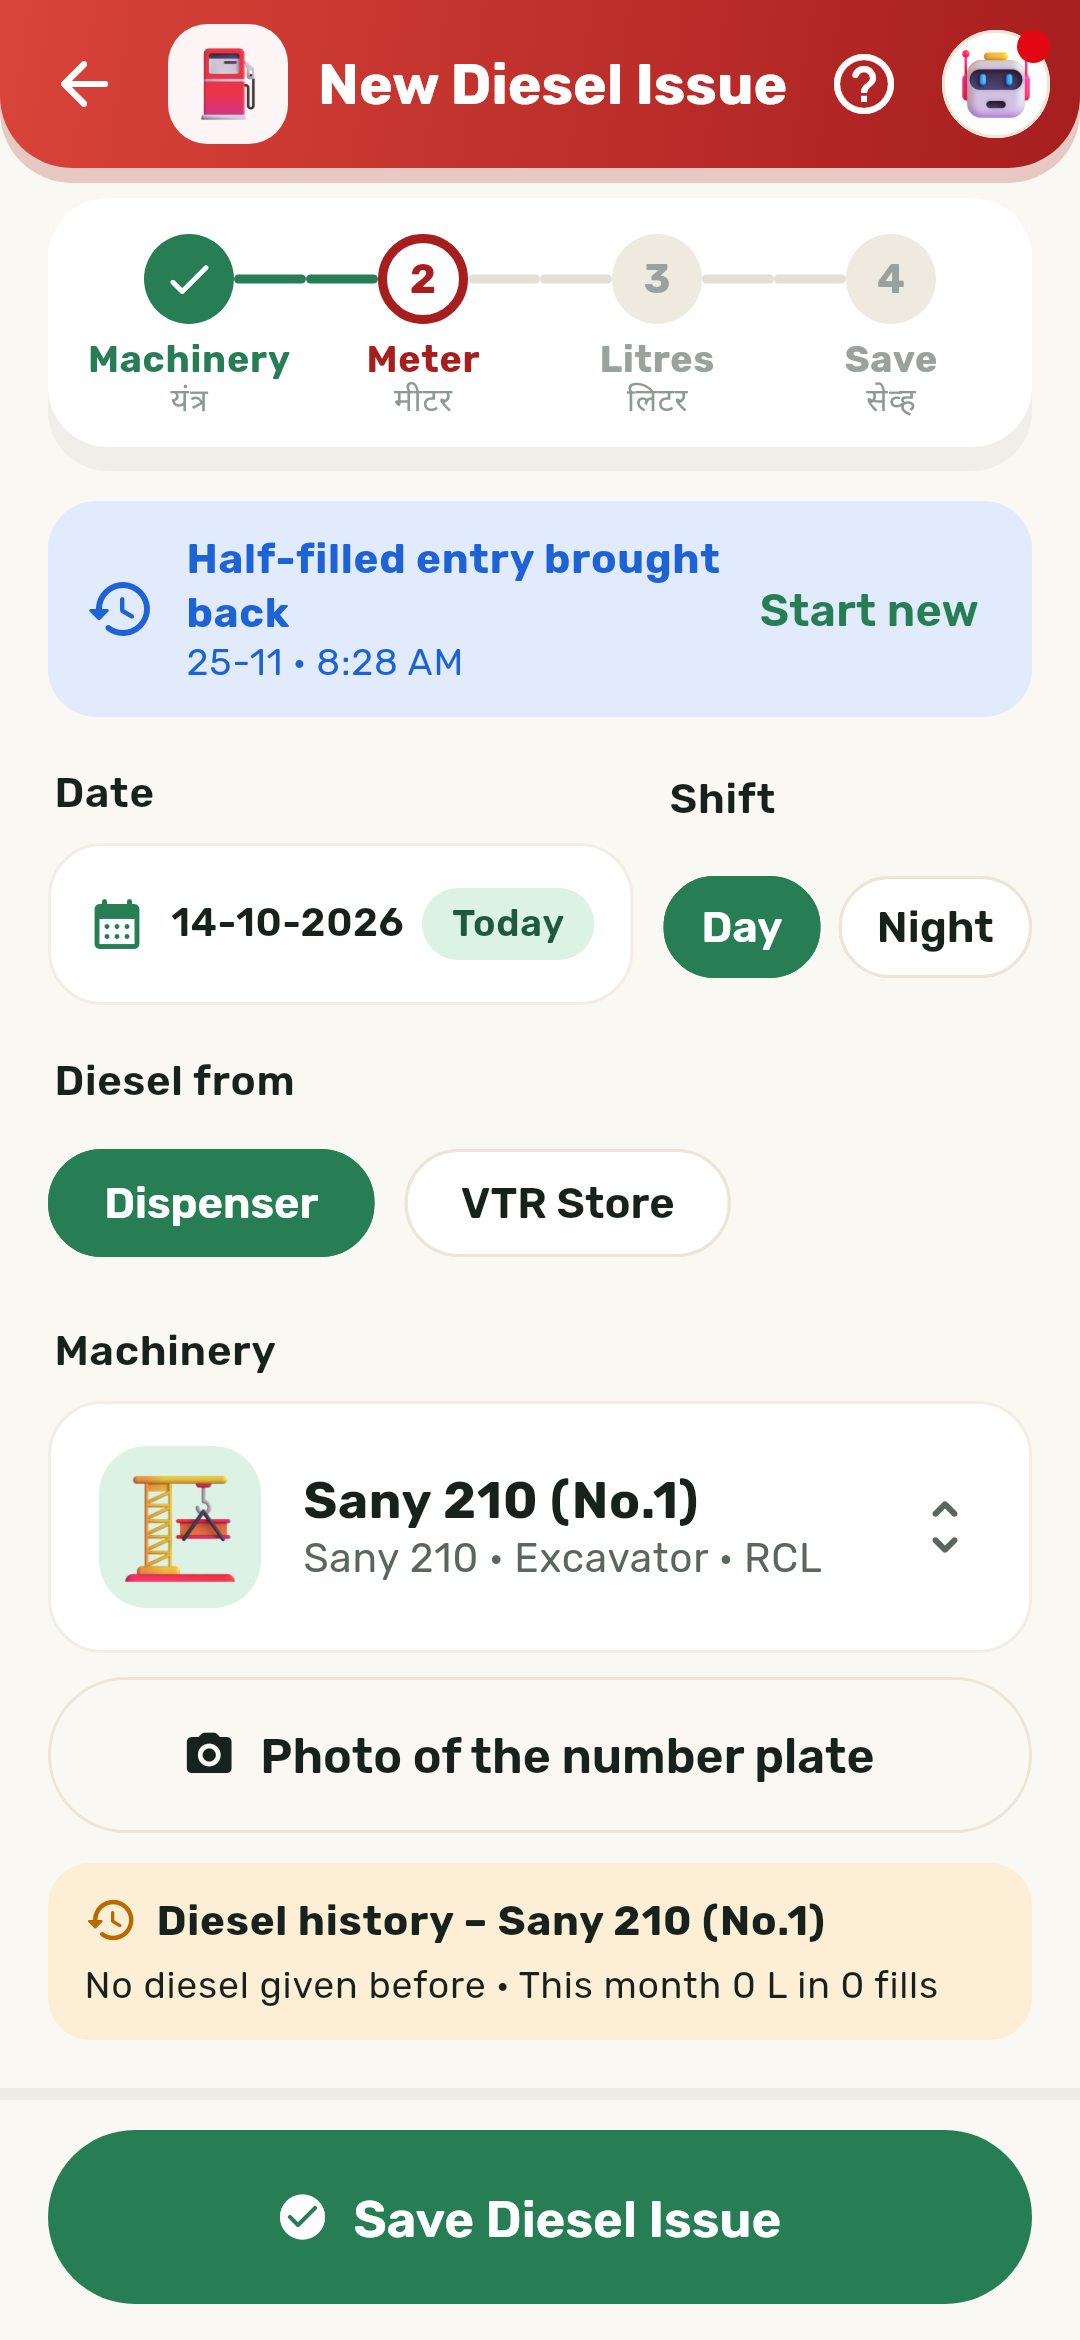 New Diesel Issue
2
3
4
Machinery
Meter
Litres
Save
यंत्र
मीटर
लिटर
सेव्ह
Half-filled entry brought
back
25-11 • 8:28 AM
Start new
Date
Shift
14-10-2026
Today
Day
Night
Diesel from
Dispenser
VTR Store
Machinery
Sany 210 (No.1)
Sany 210 • Excavator • RCL
Photo of the number plate
Diesel history – Sany 210 (No.1)
No diesel given before • This month 0 L in 0 fills
Save Diesel Issue